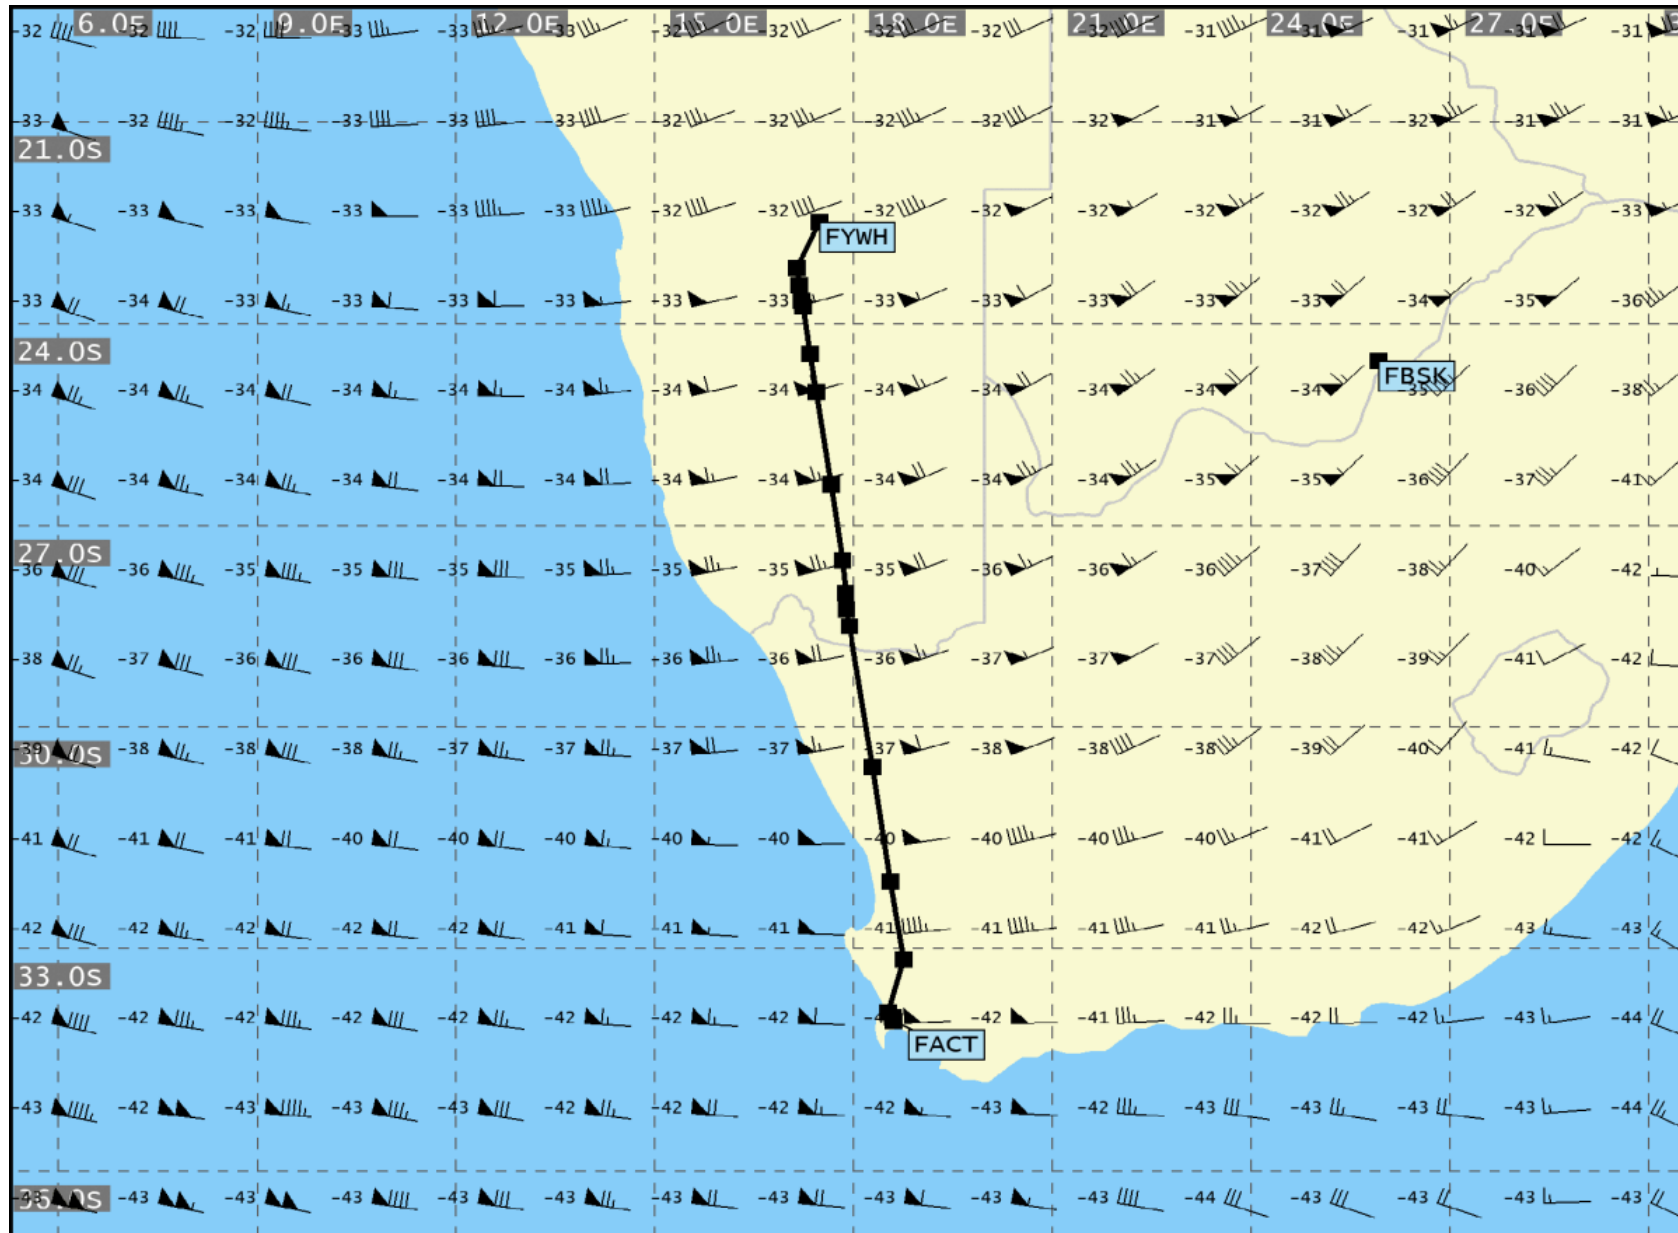 -32 6.0E -32 -32 9.0E -33 -33 12.0E -33 -32 15.0E -32 -32 18.0E -32 -32 21.0E -31 -31 24.0E -31 27.0E -31 -31
-33 -32 -32 -33 -33 -33 -32 -32 -32 -32 -32 -31 -31 -32 -31 -31
21.0S
-33 -33 -33 -33 -33 -33 -32 -32 -32 -32 -32 -32 -32 -32 -32 -33
FYWH
-33 -34 -33 -33 -33 -33 -33 -33 -33 -33 -33 -33 -33 -34 -35 -36
24.0S
FBSK
-34 -34 -34 -34 -34 -34 -34 -34 -34 -34 -34 -34 -34 -35 -36 -38
-34 -34 -34 -34 -34 -34 -34 -34 -34 -34 -34 -35 -35 -36 -37 -41
27.0S
-36 -36 -35 -35 -35 -35 -35 -35 -35 -36 -36 -36 -37 -38 -40 -42
-38 -37 -36 -36 -36 -36 -36 -36 -36 -37 -37 -37 -38 -39 -41 -42
-39 -38 -38 -38 -37 -37 -37 -37 -37 -38 -38 -38 -39 -40 -41 -42
30.0S
-41 -41 -41 -40 -40 -40 -40 -40 -40 -40 -40 -40 -41 -41 -42 -42
-42 -42 -42 -42 -42 -41 -41 -41 -41 -41 -41 -41 -42 -42 -43 -43
33.0S
-42 -42 -42 -42 -42 -42 -42 -42 -42 -42 -41 -42 -42 -42 -43 -44
FACT
-43 -42 -43 -43 -43 -42 -42 -42 -42 -43 -42 -43 -43 -43 -43 -44
-43 36.0S -43 -43 -43 -43 -43 -43 -43 -43 -43 -43 -44 -43 -42 -43 -43